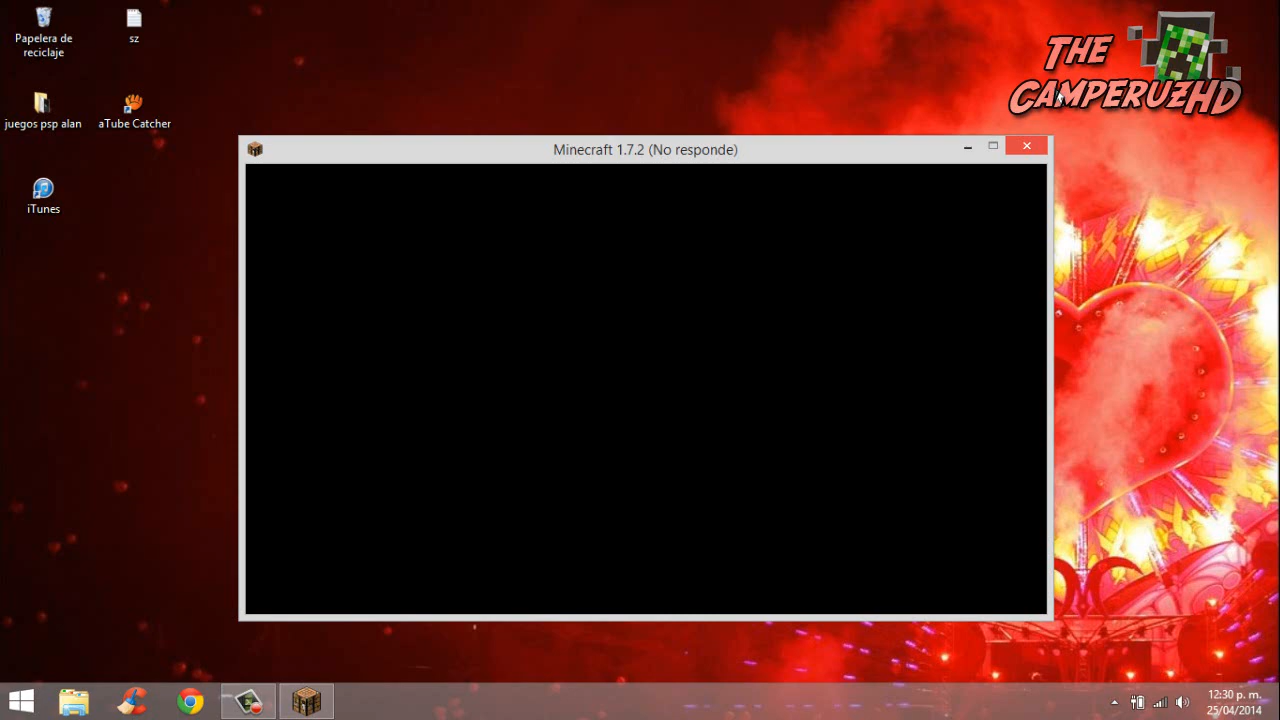 Papelera de
reciclaje
sz
juegos psp alan
aTube Catcher
iTunes
THE
CAMPERUZHD
Minecraft 1.7.2 (No responde)
12:30 p. m.
25/04/2014